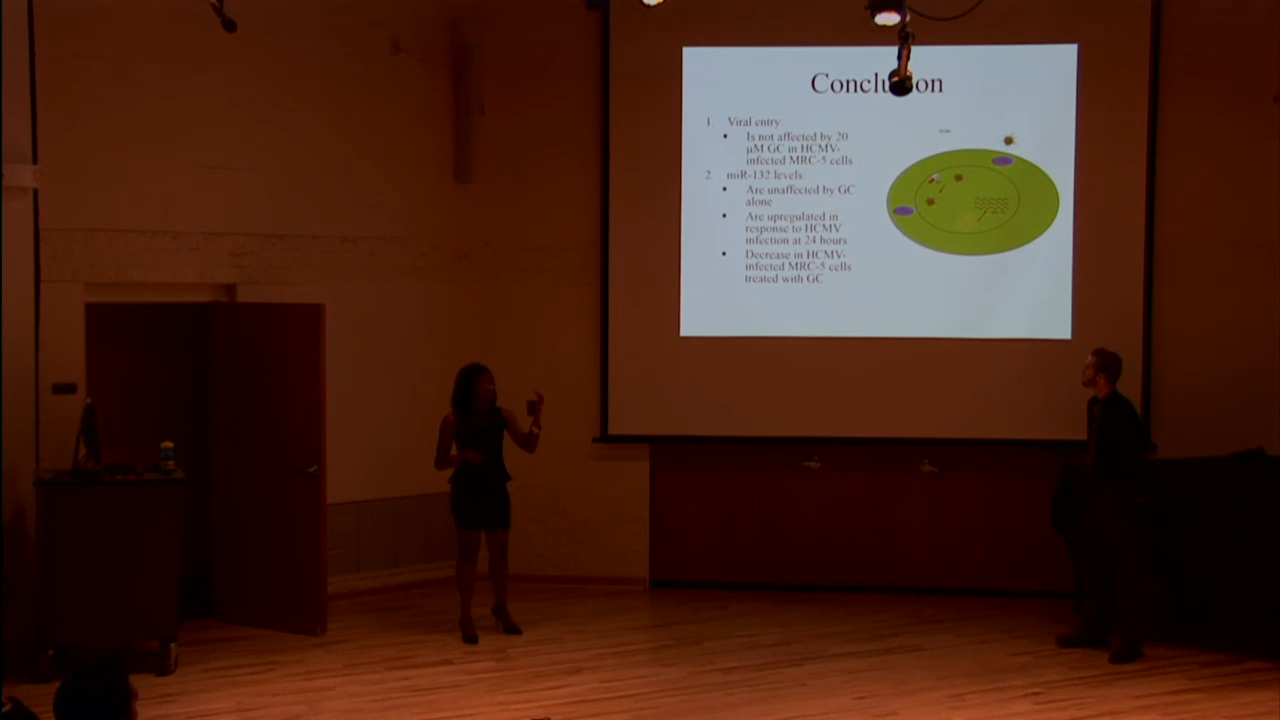 Conclusion
1. Viral entry:
▪ Is not affected by 20
μM GC in HCMV-
infected MRC-5 cells
2. miR-132 levels:
▪ Are unaffected by GC
alone
▪ Are upregulated in
response to HCMV
infection at 24 hours
▪ Decrease in HCMV-
infected MRC-5 cells
treated with GC